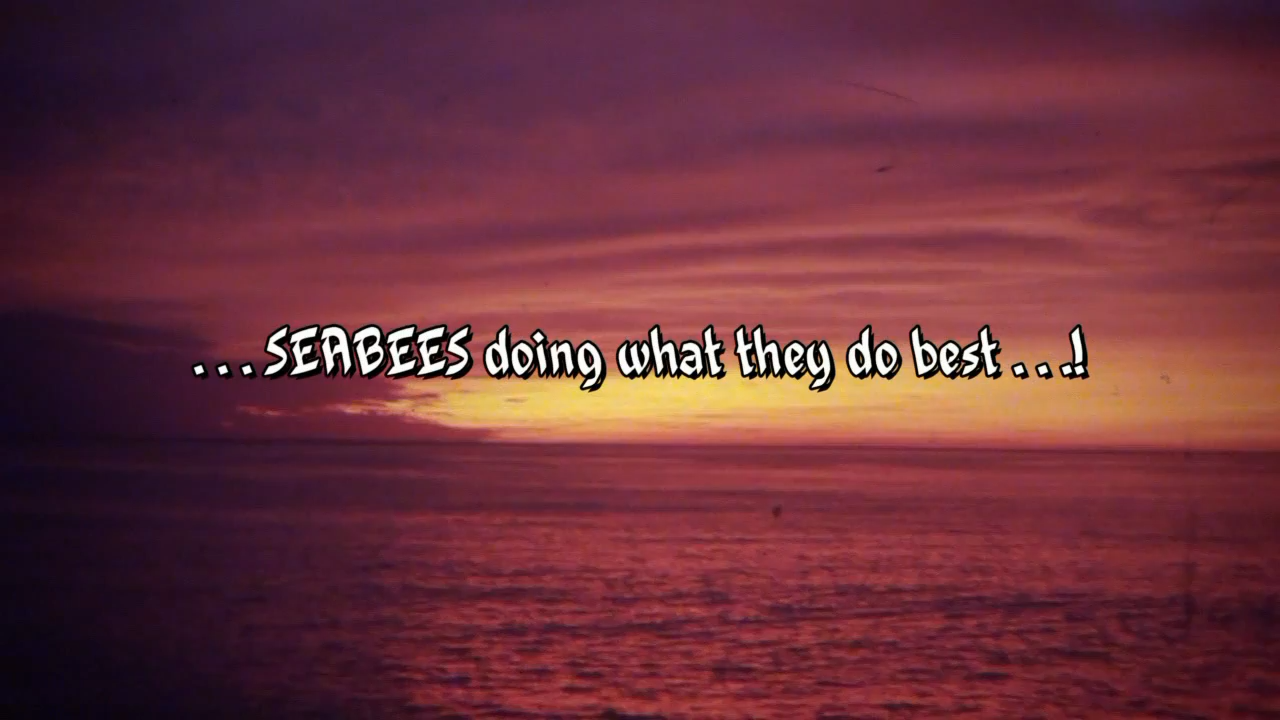 . . . SEABEES doing what they do best . . .!